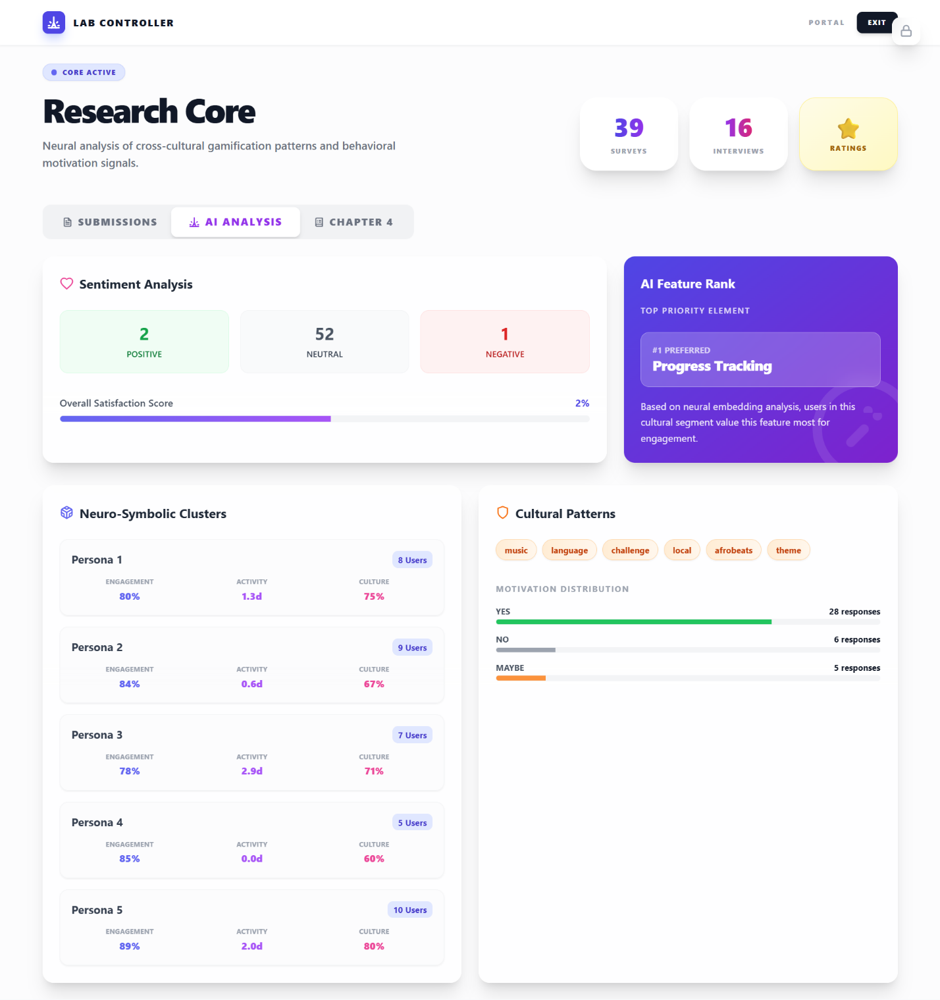 LAB CONTROLLER
PORTAL
EXIT
CORE ACTIVE
Research Core
Neural analysis of cross-cultural gamification patterns and behavioral
motivation signals.
39
SURVEYS
16
INTERVIEWS
RATINGS
SUBMISSIONS
AI ANALYSIS
CHAPTER 4
Sentiment Analysis
2
POSITIVE
52
NEUTRAL
1
NEGATIVE
Overall Satisfaction Score
2%
AI Feature Rank
TOP PRIORITY ELEMENT
#1 PREFERRED
Progress Tracking
Based on neural embedding analysis, users in this
cultural segment value this feature most for
engagement.
Neuro-Symbolic Clusters
Persona 1
8 Users
ENGAGEMENT
80%
ACTIVITY
1.3d
CULTURE
75%
Persona 2
9 Users
ENGAGEMENT
84%
ACTIVITY
0.6d
CULTURE
67%
Persona 3
7 Users
ENGAGEMENT
78%
ACTIVITY
2.9d
CULTURE
71%
Persona 4
5 Users
ENGAGEMENT
85%
ACTIVITY
0.0d
CULTURE
60%
Persona 5
10 Users
ENGAGEMENT
89%
ACTIVITY
2.0d
CULTURE
80%
Cultural Patterns
music
language
challenge
local
afrobeats
theme
MOTIVATION DISTRIBUTION
YES
28 responses
NO
6 responses
MAYBE
5 responses